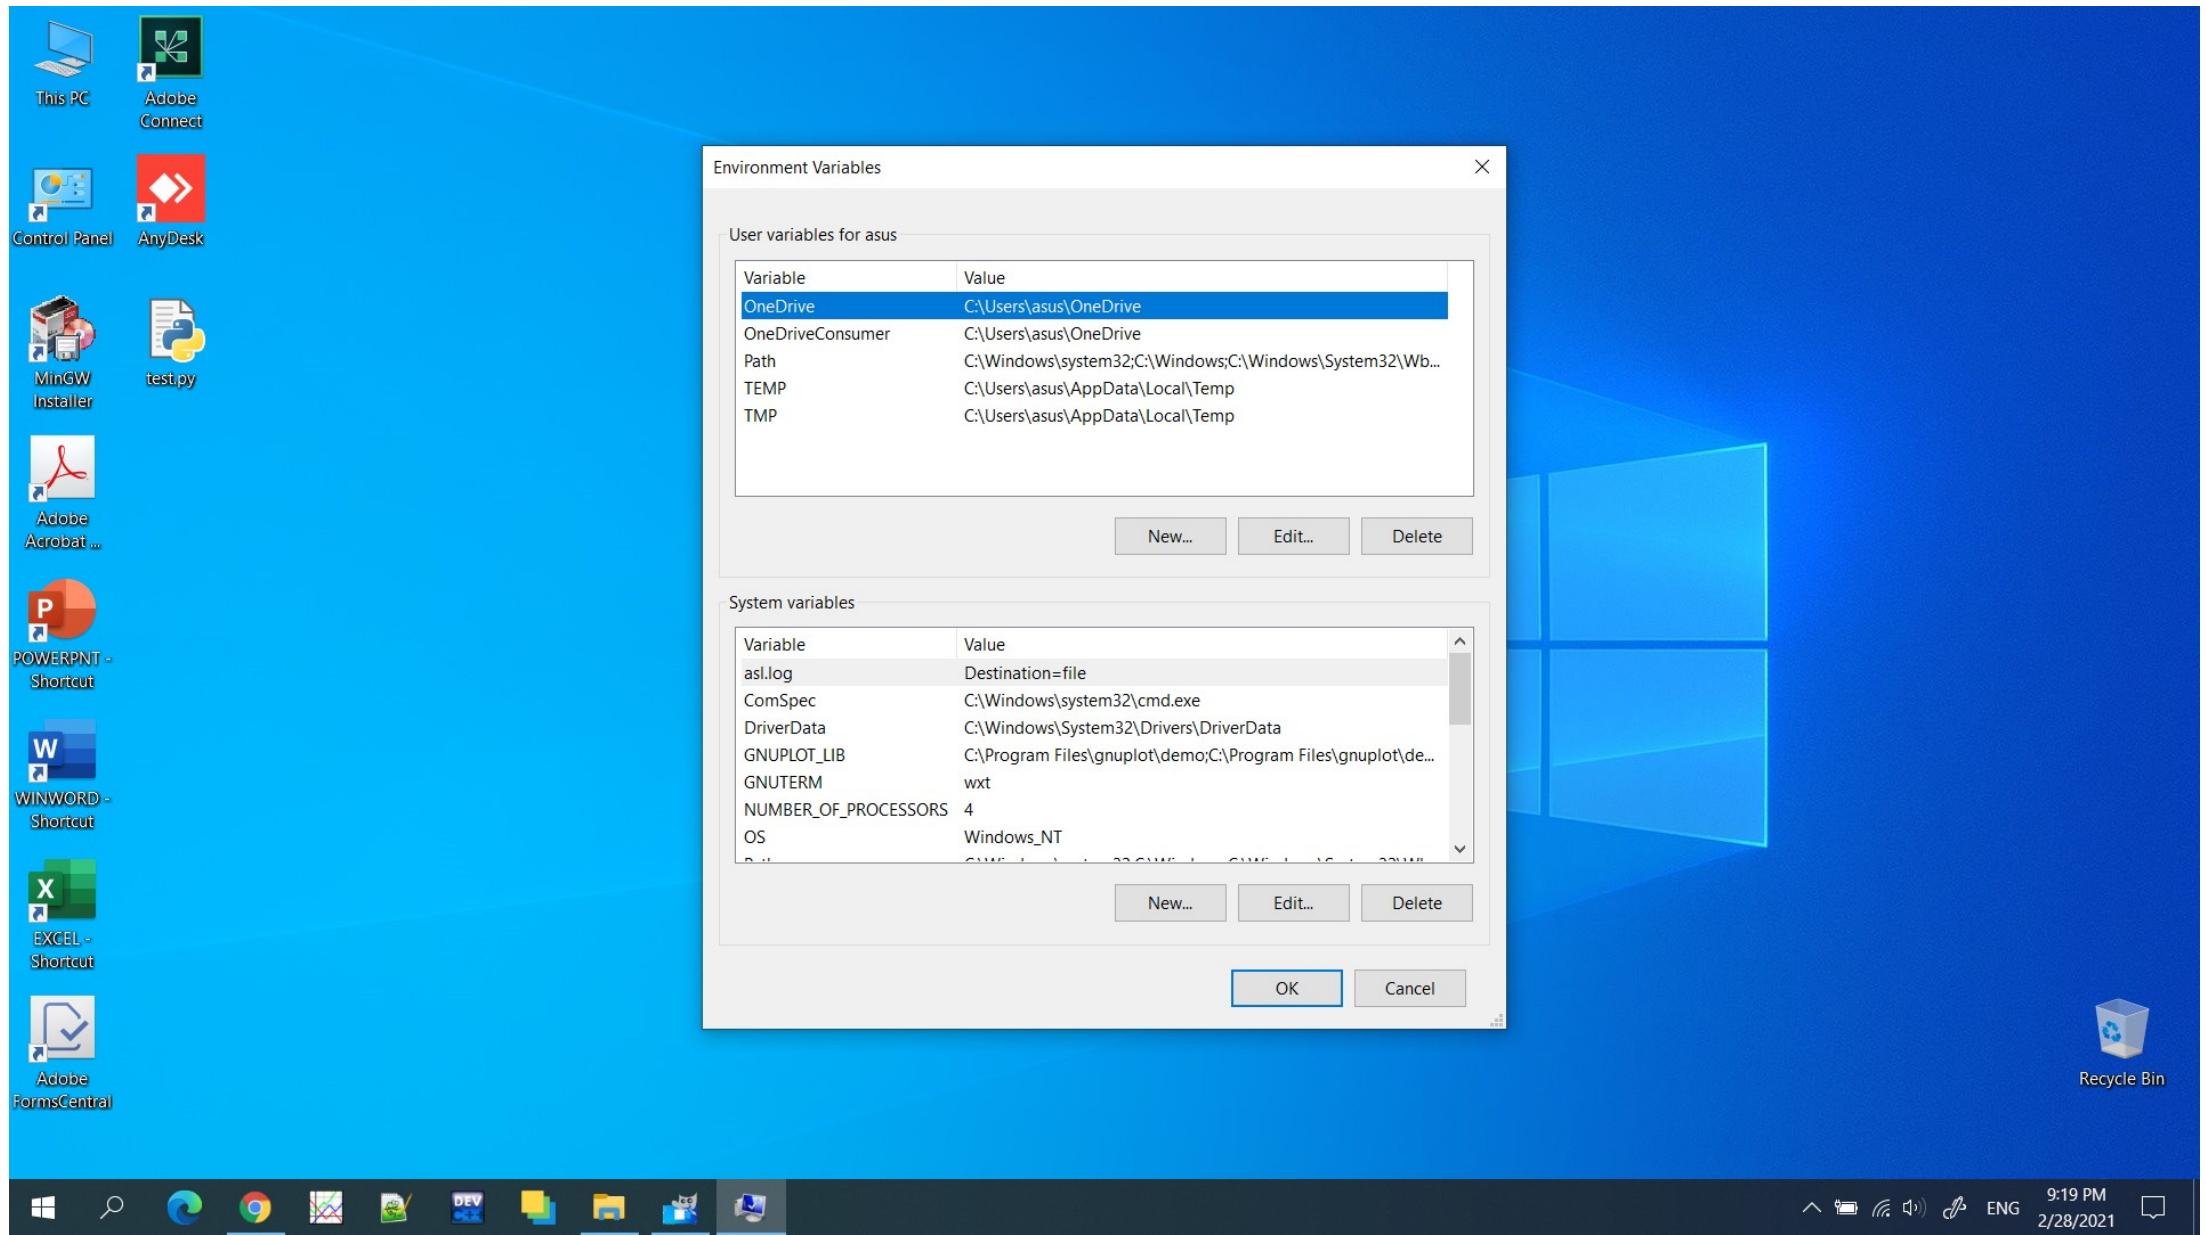 This PC
Adobe
Connect
Control Panel
AnyDesk
MinGW
Installer
test.py
Adobe
Acrobat ...
POWERPNT -
Shortcut
WINWORD -
Shortcut
EXCEL -
Shortcut
Adobe
FormsCentral
Environment Variables
User variables for asus
Variable Value
OneDrive C:\Users\asus\OneDrive
OneDriveConsumer C:\Users\asus\OneDrive
Path C:\Windows\system32;C:\Windows;C:\Windows\System32\Wb...
TEMP C:\Users\asus\AppData\Local\Temp
TMP C:\Users\asus\AppData\Local\Temp
New... Edit... Delete
System variables
Variable Value
asl.log Destination=file
ComSpec C:\Windows\system32\cmd.exe
DriverData C:\Windows\System32\Drivers\DriverData
GNUPLOT_LIB C:\Program Files\gnuplot\demo;C:\Program Files\gnuplot\de...
GNUTERM wxt
NUMBER_OF_PROCESSORS 4
OS Windows_NT
New... Edit... Delete
OK Cancel
Recycle Bin
P
W
X
DEV
C++
ENG
9:19 PM
2/28/2021